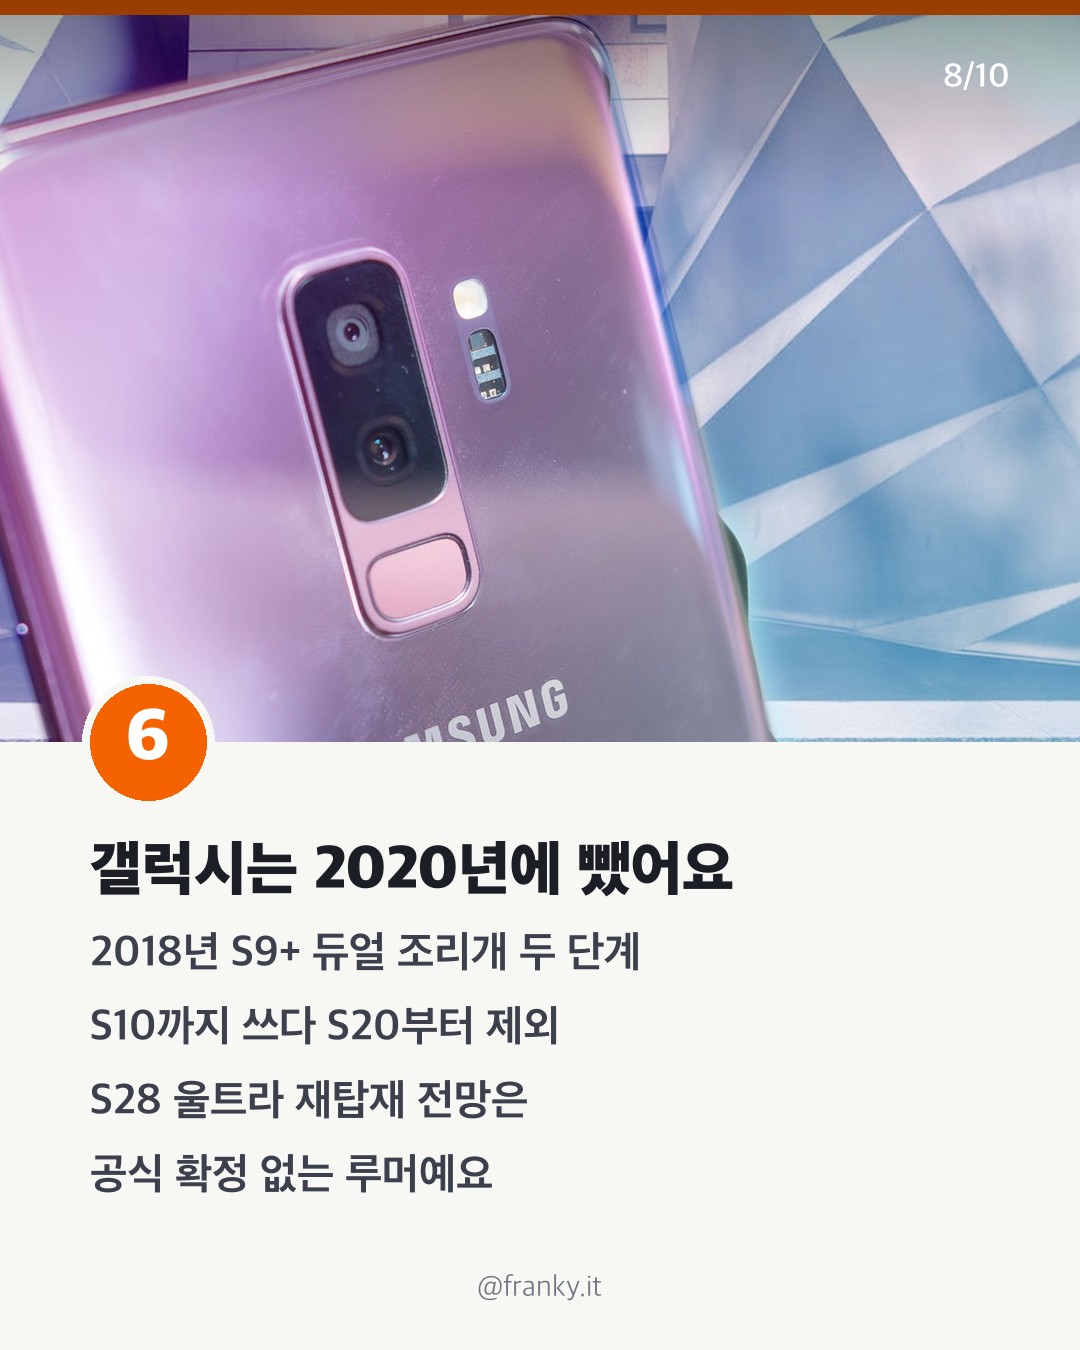 8/10
MSUNG
6
갤럭시는 2020년에 뺐어요
2018년 S9+ 듀얼 조리개 두 단계
S10까지 쓰다 S20부터 제외
S28 울트라 재탑재 전망은
공식 확정 없는 루머예요
@franky.it